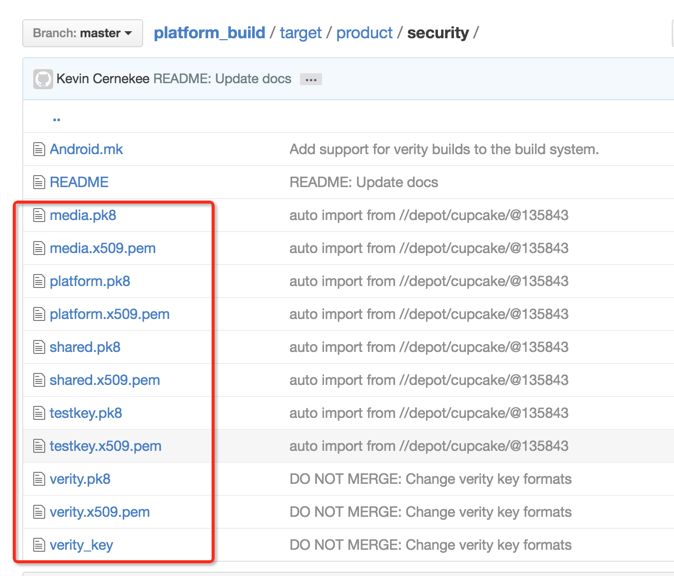 Branch: master platform_build / target / product / security /
Kevin Cernekee README: Update docs ...
..
Android.mk Add support for verity builds to the build system.
README README: Update docs
media.pk8 auto import from //depot/cupcake/@135843
media.x509.pem auto import from //depot/cupcake/@135843
platform.pk8 auto import from //depot/cupcake/@135843
platform.x509.pem auto import from //depot/cupcake/@135843
shared.pk8 auto import from //depot/cupcake/@135843
shared.x509.pem auto import from //depot/cupcake/@135843
testkey.pk8 auto import from //depot/cupcake/@135843
testkey.x509.pem auto import from //depot/cupcake/@135843
verity.pk8 DO NOT MERGE: Change verity key formats
verity.x509.pem DO NOT MERGE: Change verity key formats
verity_key DO NOT MERGE: Change verity key formats